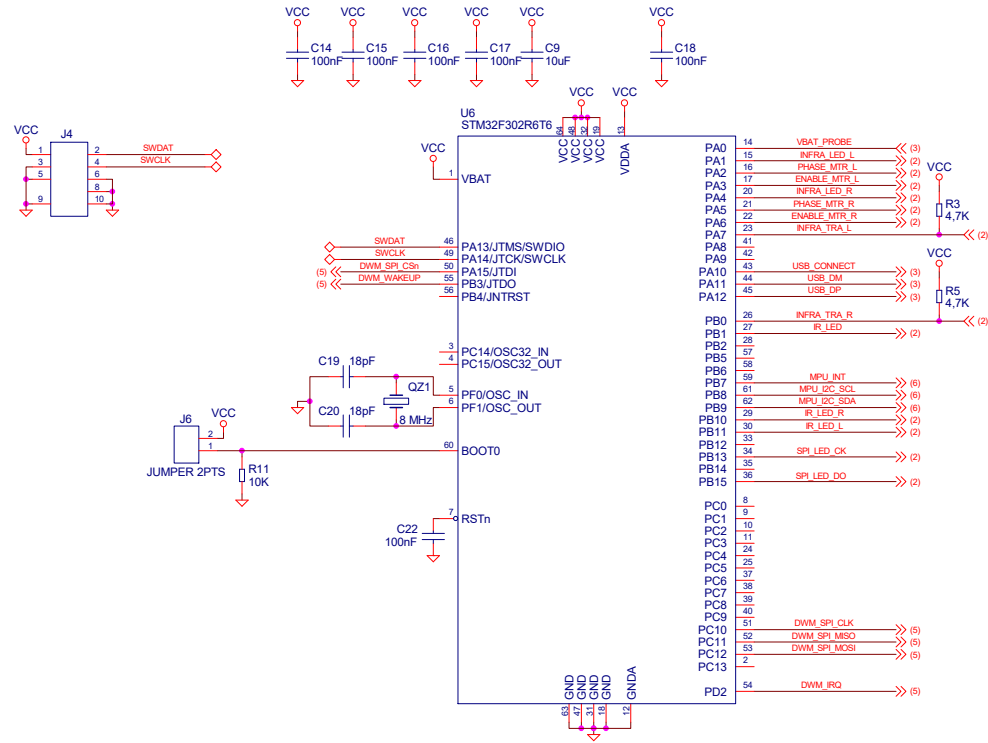 VCC VCC VCC VCC VCC VCC
C14 C15 C16 C17 C9 C18
100nF 100nF 100nF 100nF 10uF 100nF
U6
STM32F302R6T6
VCC VCC
64 48 32 19 13
VCC VCC VCC VCC VDDA
VCC
J4
1 2 SWDAT
3 4 SWCLK
5 6
8
9 10
VCC
1 VBAT
SWDAT 46 PA13/JTMS/SWDIO
SWCLK 49 PA14/JTCK/SWCLK
(5) DWM_SPI_CSn 50 PA15/JTDI
(5) DWM_WAKEUP 55 PB3/JTDO
56 PB4/JNTRST
3 PC14/OSC32_IN
4 PC15/OSC32_OUT
C19 18pF
QZ1
5 PF0/OSC_IN
6 PF1/OSC_OUT
C20 18pF
8 MHz
J6
VCC
2
1
60 BOOT0
JUMPER 2PTS
R11
10K
7 RSTn
C22
100nF
PA0 14 VBAT_PROBE (3)
PA1 15 INFRA_LED_L (2)
PA2 16 PHASE_MTR_L (2)
PA3 17 ENABLE_MTR_L (2)
PA4 20 INFRA_LED_R (2)
PA5 21 PHASE_MTR_R (2)
PA6 22 ENABLE_MTR_R (2)
PA7 23 INFRA_TRA_L (2)
VCC
R3
4,7K
PA8 41
PA9 42
PA10 43 USB_CONNECT (3)
PA11 44 USB_DM (3)
PA12 45 USB_DP (3)
VCC
R5
4,7K
PB0 26 INFRA_TRA_R (2)
PB1 27 IR_LED (2)
PB2 28
PB5 57
PB6 58
PB7 59 MPU_INT (6)
PB8 61 MPU_I2C_SCL (6)
PB9 62 MPU_I2C_SDA (6)
PB10 29 IR_LED_R (2)
PB11 30 IR_LED_L (2)
PB12 33
PB13 34 SPI_LED_CK (2)
PB14 35
PB15 36 SPI_LED_DO (2)
PC0 8
PC1 9
PC2 10
PC3 11
PC4 24
PC5 25
PC6 37
PC7 38
PC8 39
PC9 40
PC10 51 DWM_SPI_CLK (5)
PC11 52 DWM_SPI_MISO (5)
PC12 53 DWM_SPI_MOSI (5)
PC13 2
PD2 54 DWM_IRQ (5)
GND GND GND GND GNDA
63 47 31 18 12